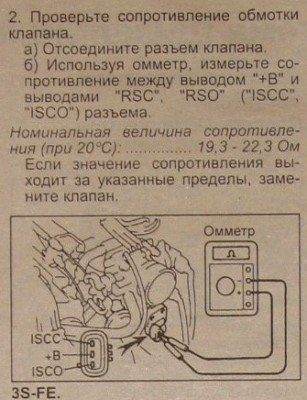 2. Проверьте сопротивление обмотки
клапана.
а) Отсоедините разъем клапана.
б) Используя омметр, измерьте со-
противление между выводом "+В" и
выводами "RSC", "RSO" ("ISCC",
"ISCO") разъема.
Номинальная величина сопротивле-
ния (при 20°С): ............... 19,3 - 22,3 Ом
Если значение сопротивления вы-
ходит за указанные пределы, заме-
ните клапан.
Омметр
Ω
ISCC
+B
ISCO
3S-FE.